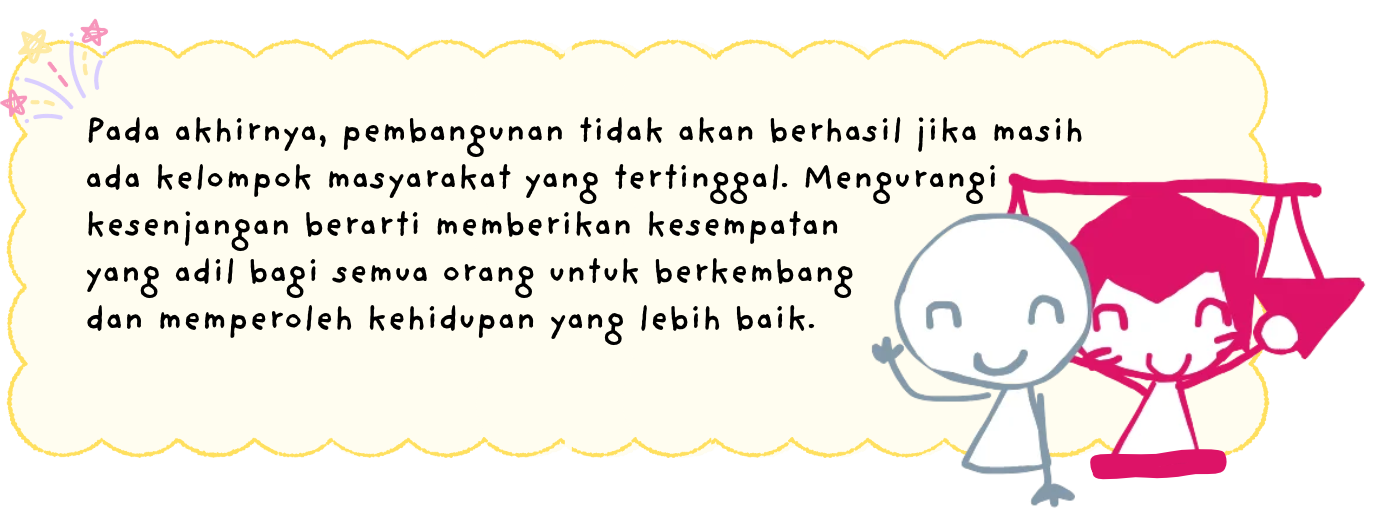 Pada akhirnya, pembangunan tidak akan berhasil jika masih
ada kelompok masyarakat yang tertinggal. Mengurangi
kesenjangan berarti memberikan kesempatan
yang adil bagi semua orang untuk berkembang
dan memperoleh kehidupan yang lebih baik.